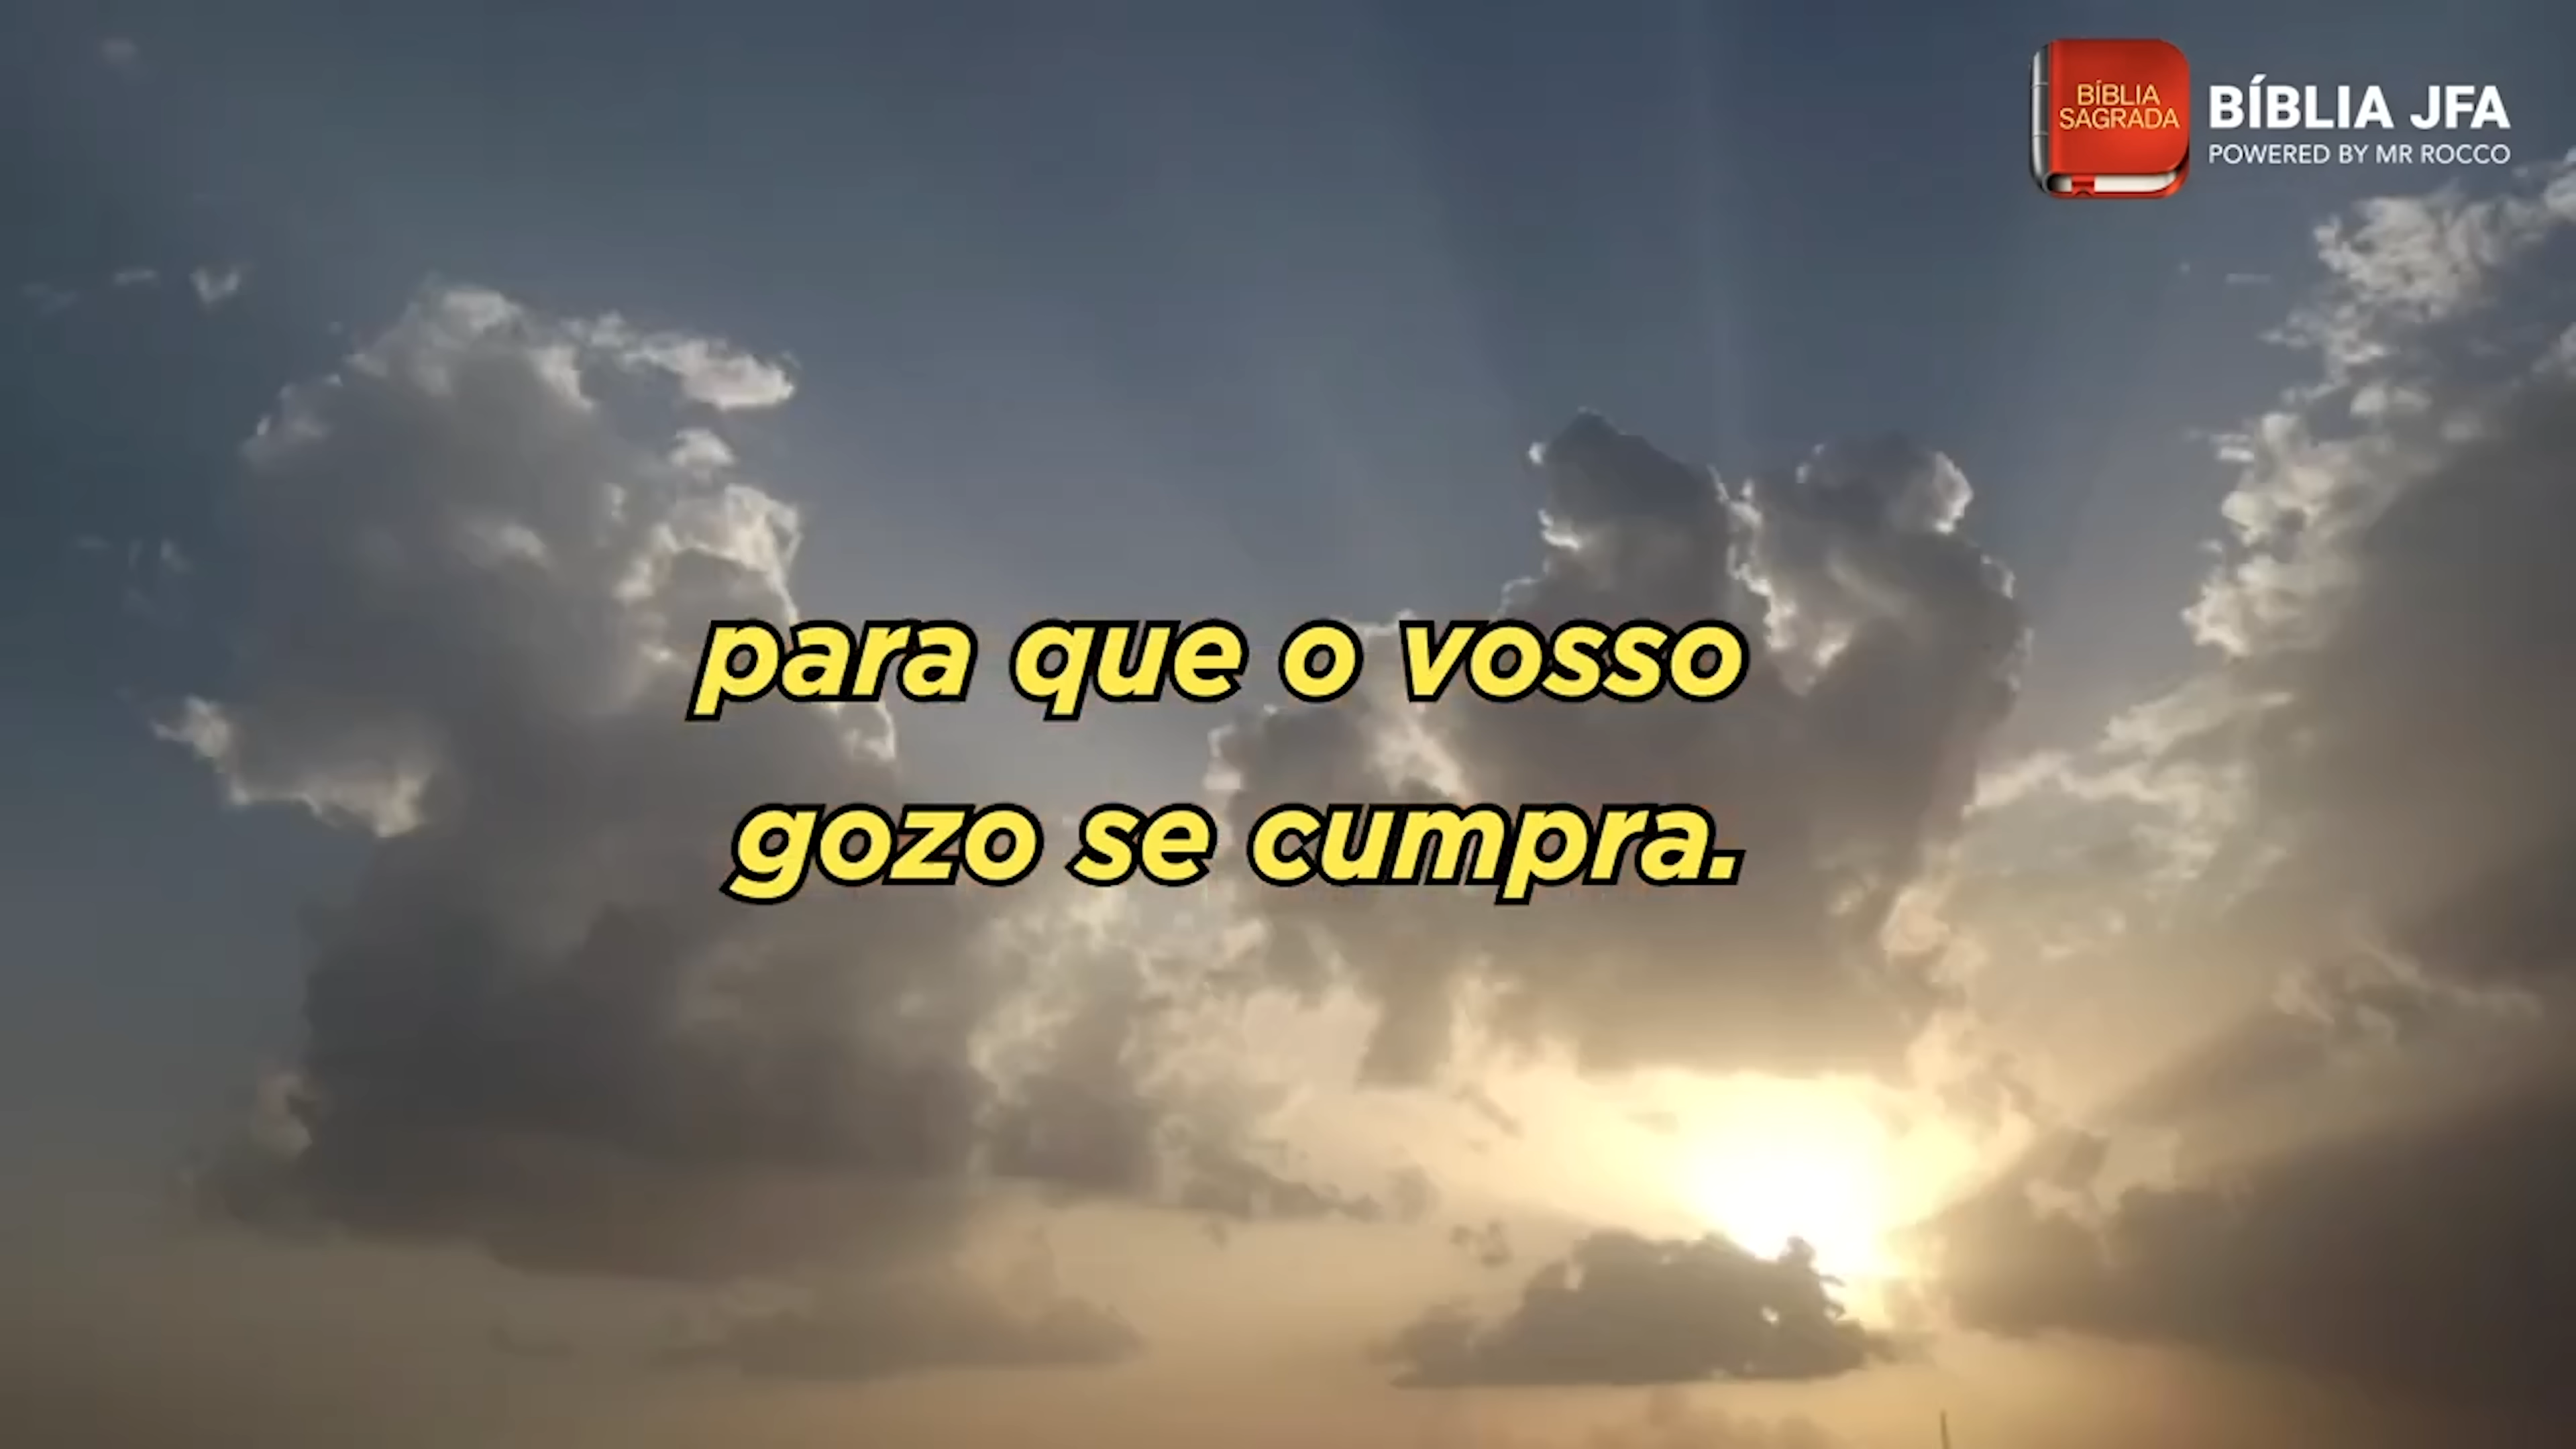 BÍBLIA
SAGRADA
BÍBLIA JFA
POWERED BY MR ROCCO
para que o vosso
gozo se cumpra.